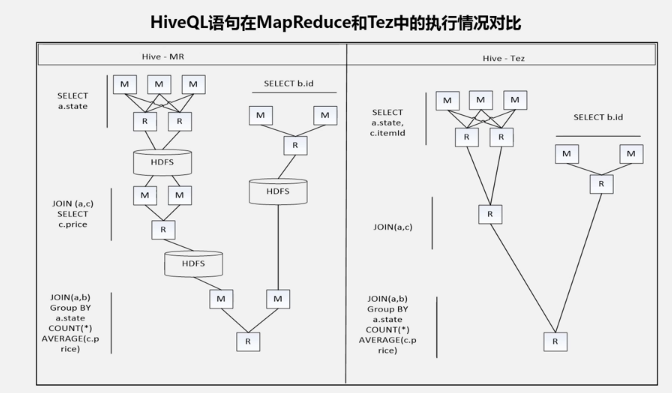 HiveQL语句在MapReduce和Tez中的执行情况对比
Hive - MR
SELECT
a.state
M M M
R R
HDFS
SELECT b.id
M M
R
HDFS
JOIN (a,c)
SELECT
c.price
M M
R
HDFS
JOIN(a,b)
Group BY
a.state
COUNT(*)
AVERAGE(c.p
rice)
M M
R
Hive - Tez
SELECT
a.state,
c.itemId
M M M
R R
SELECT b.id
M M
R
JOIN(a,c)
R
JOIN(a,b)
Group BY
a.state
COUNT(*)
AVERAGE(c.p
rice)
R